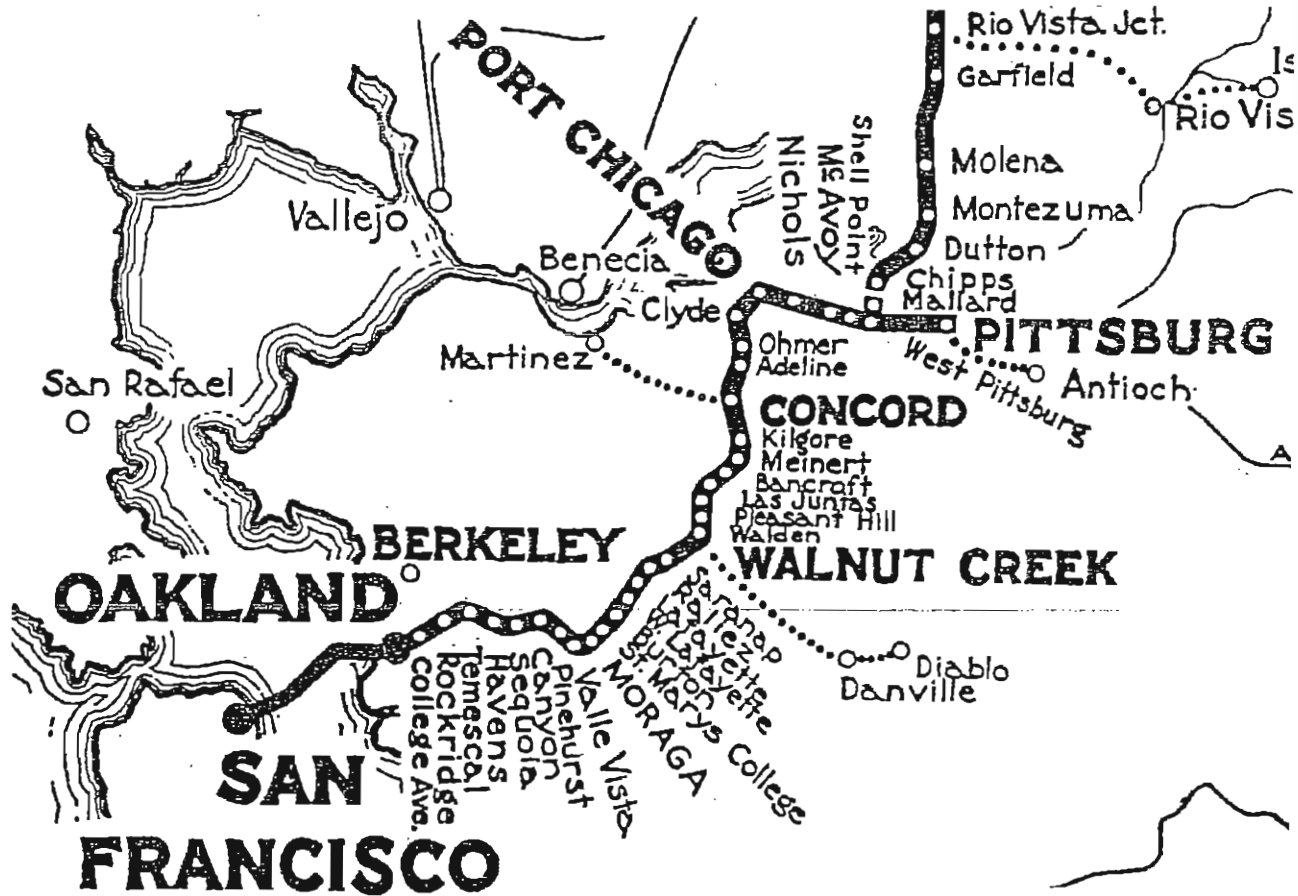 Rio Vista Jct.
PORT CHICAGO
Is
Garfield
Rio Vis
Shell Point
McAvoy
Nichols
Molena
Vallejo
Montezuma
Dutton
Benecia
Chipps
Mallard
Clyde
PITTSBURG
West Pittsburg
Ohmer
Adeline
Martinez
Antioch
San Rafael
CONCORD
Kilgore
Meinert
A
Bancroft
Las Juntas
Pleasant Hill
Walden
BERKELEY
WALNUT CREEK
OAKLAND
Saranap
Lafayette
Burton
St. Marys College
MORAGA
Diablo
Danville
Valle Vista
Pinehurst
Canyon
Sequoia
Havens
Temescal
Rockridge
College Ave.
SAN
FRANCISCO